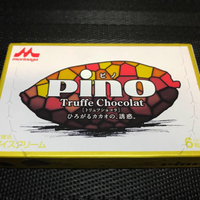 morinaga
ピノ
Pino
Truffe Chocolat
[トリュフショコラ]
ひろがるカカオの、誘惑。
アイスクリーム
6